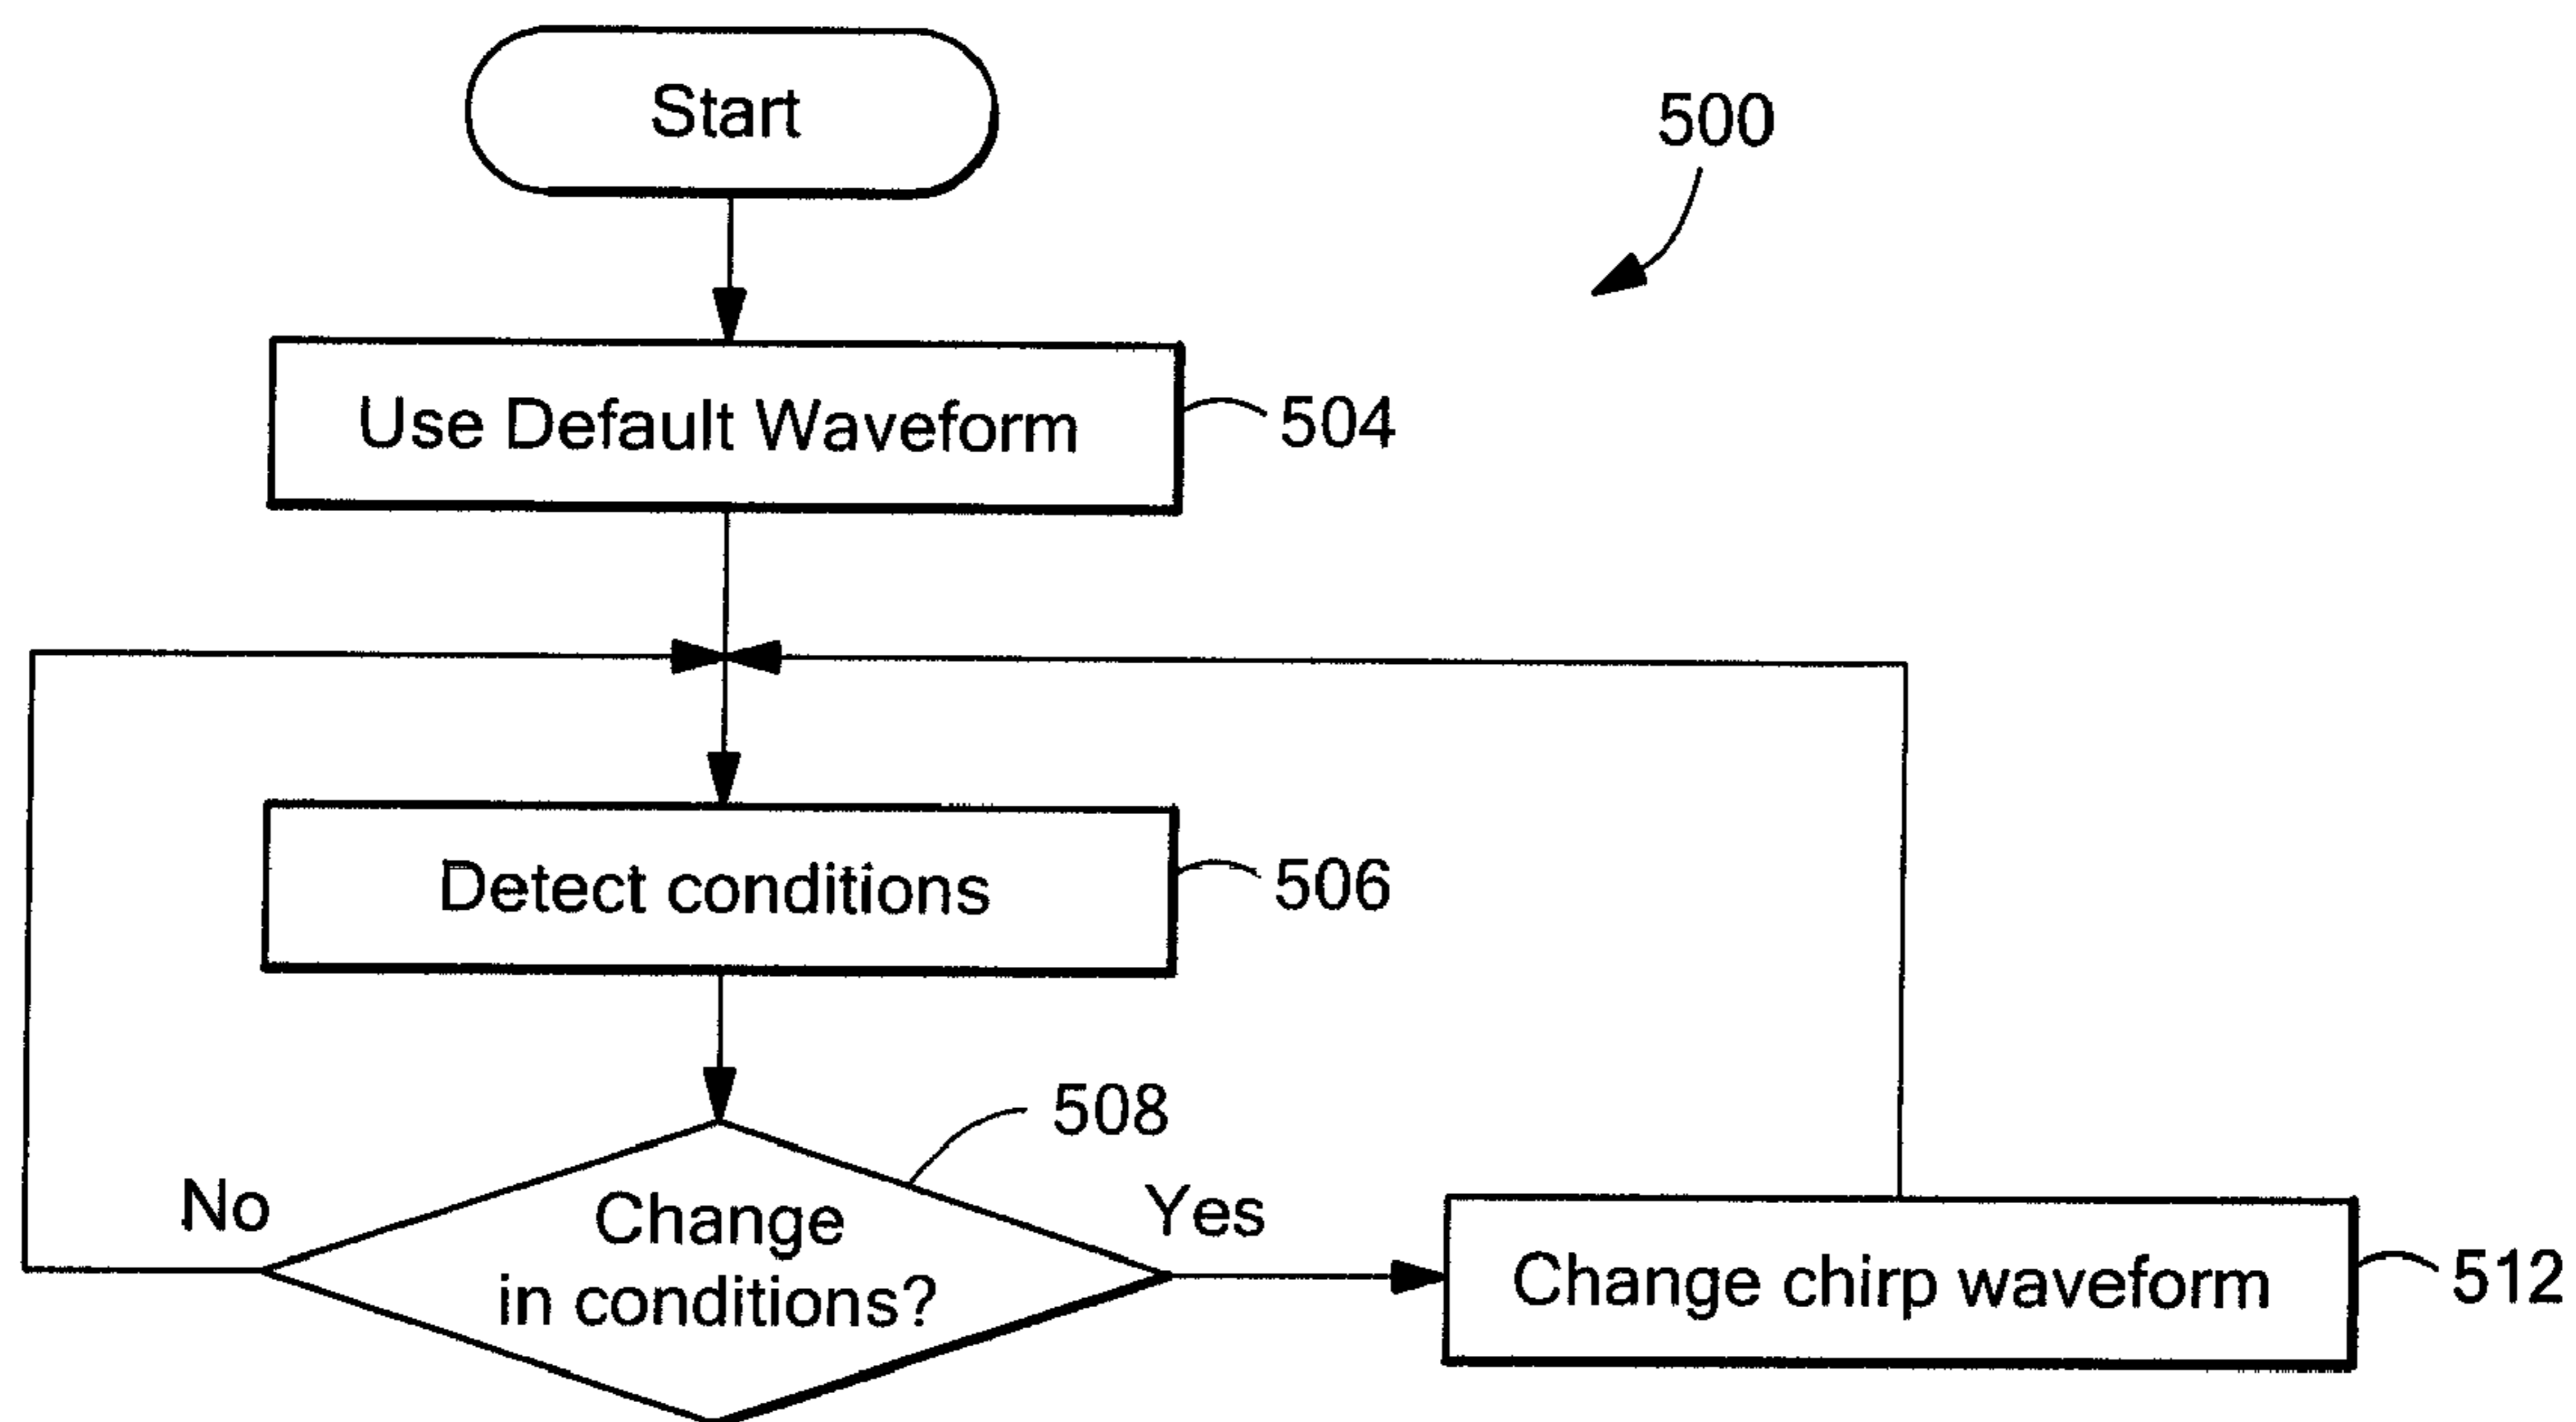 Start
500
Use Default Waveform
504
Detect conditions
506
508
No
Change
in conditions?
Yes
Change chirp waveform
512